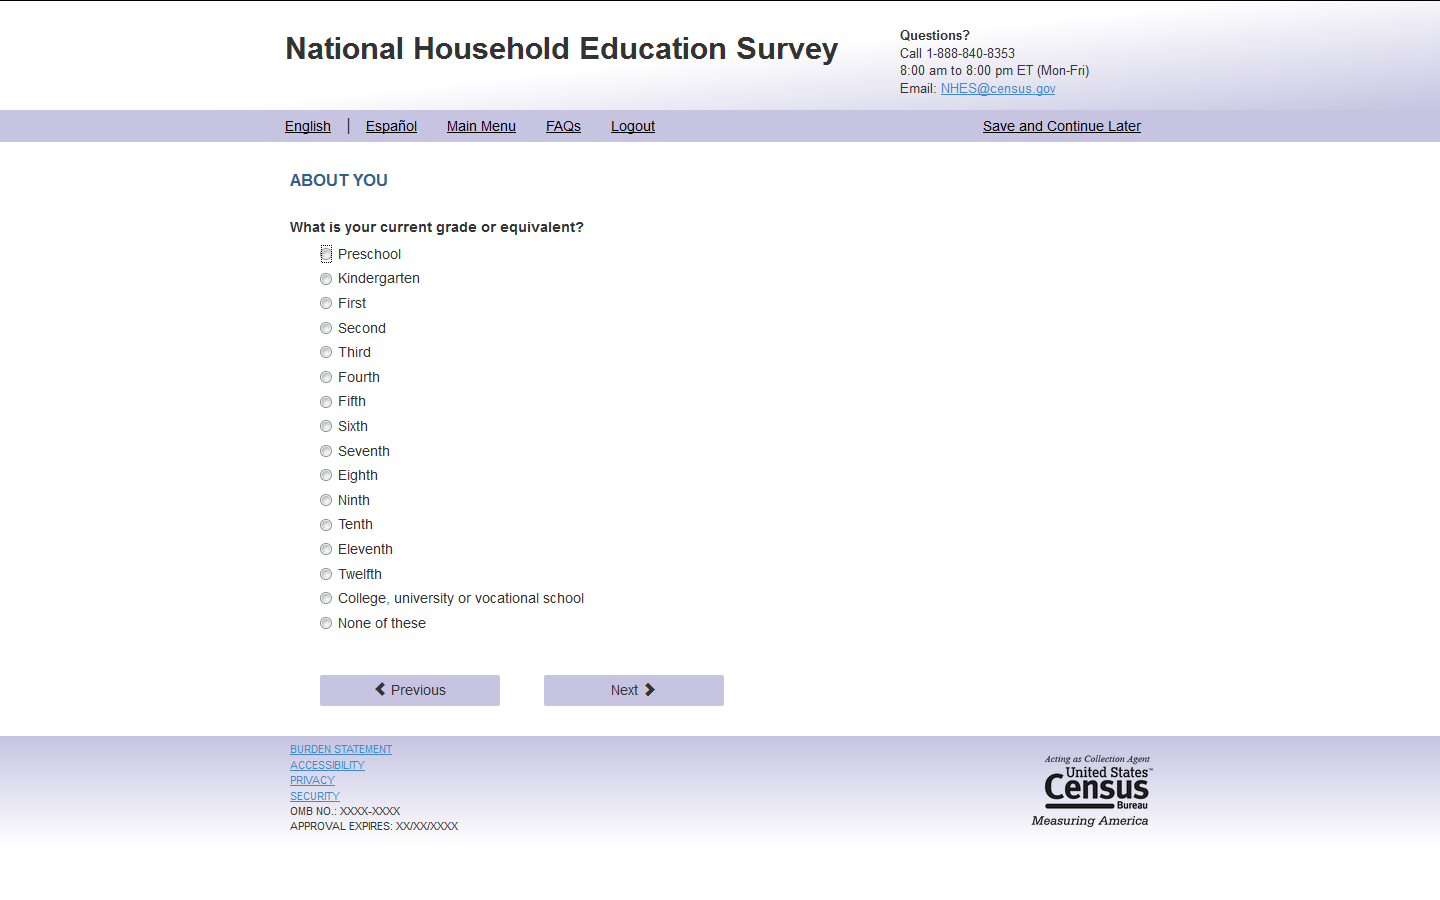 National Household Education Survey
Questions?
Call 1-888-840-8353
8:00 am to 8:00 pm ET (Mon-Fri)
Email: NHES@census.gov
English | Español Main Menu FAQs Logout Save and Continue Later
ABOUT YOU
What is your current grade or equivalent?
Preschool
Kindergarten
First
Second
Third
Fourth
Fifth
Sixth
Seventh
Eighth
Ninth
Tenth
Eleventh
Twelfth
College, university or vocational school
None of these
Previous Next
BURDEN STATEMENT
ACCESSIBILITY
PRIVACY
SECURITY
OMB NO.: XXXX-XXXX
APPROVAL EXPIRES: XX/XX/XXXX
Acting as Collection Agent
United States™
Census
Bureau
Measuring America